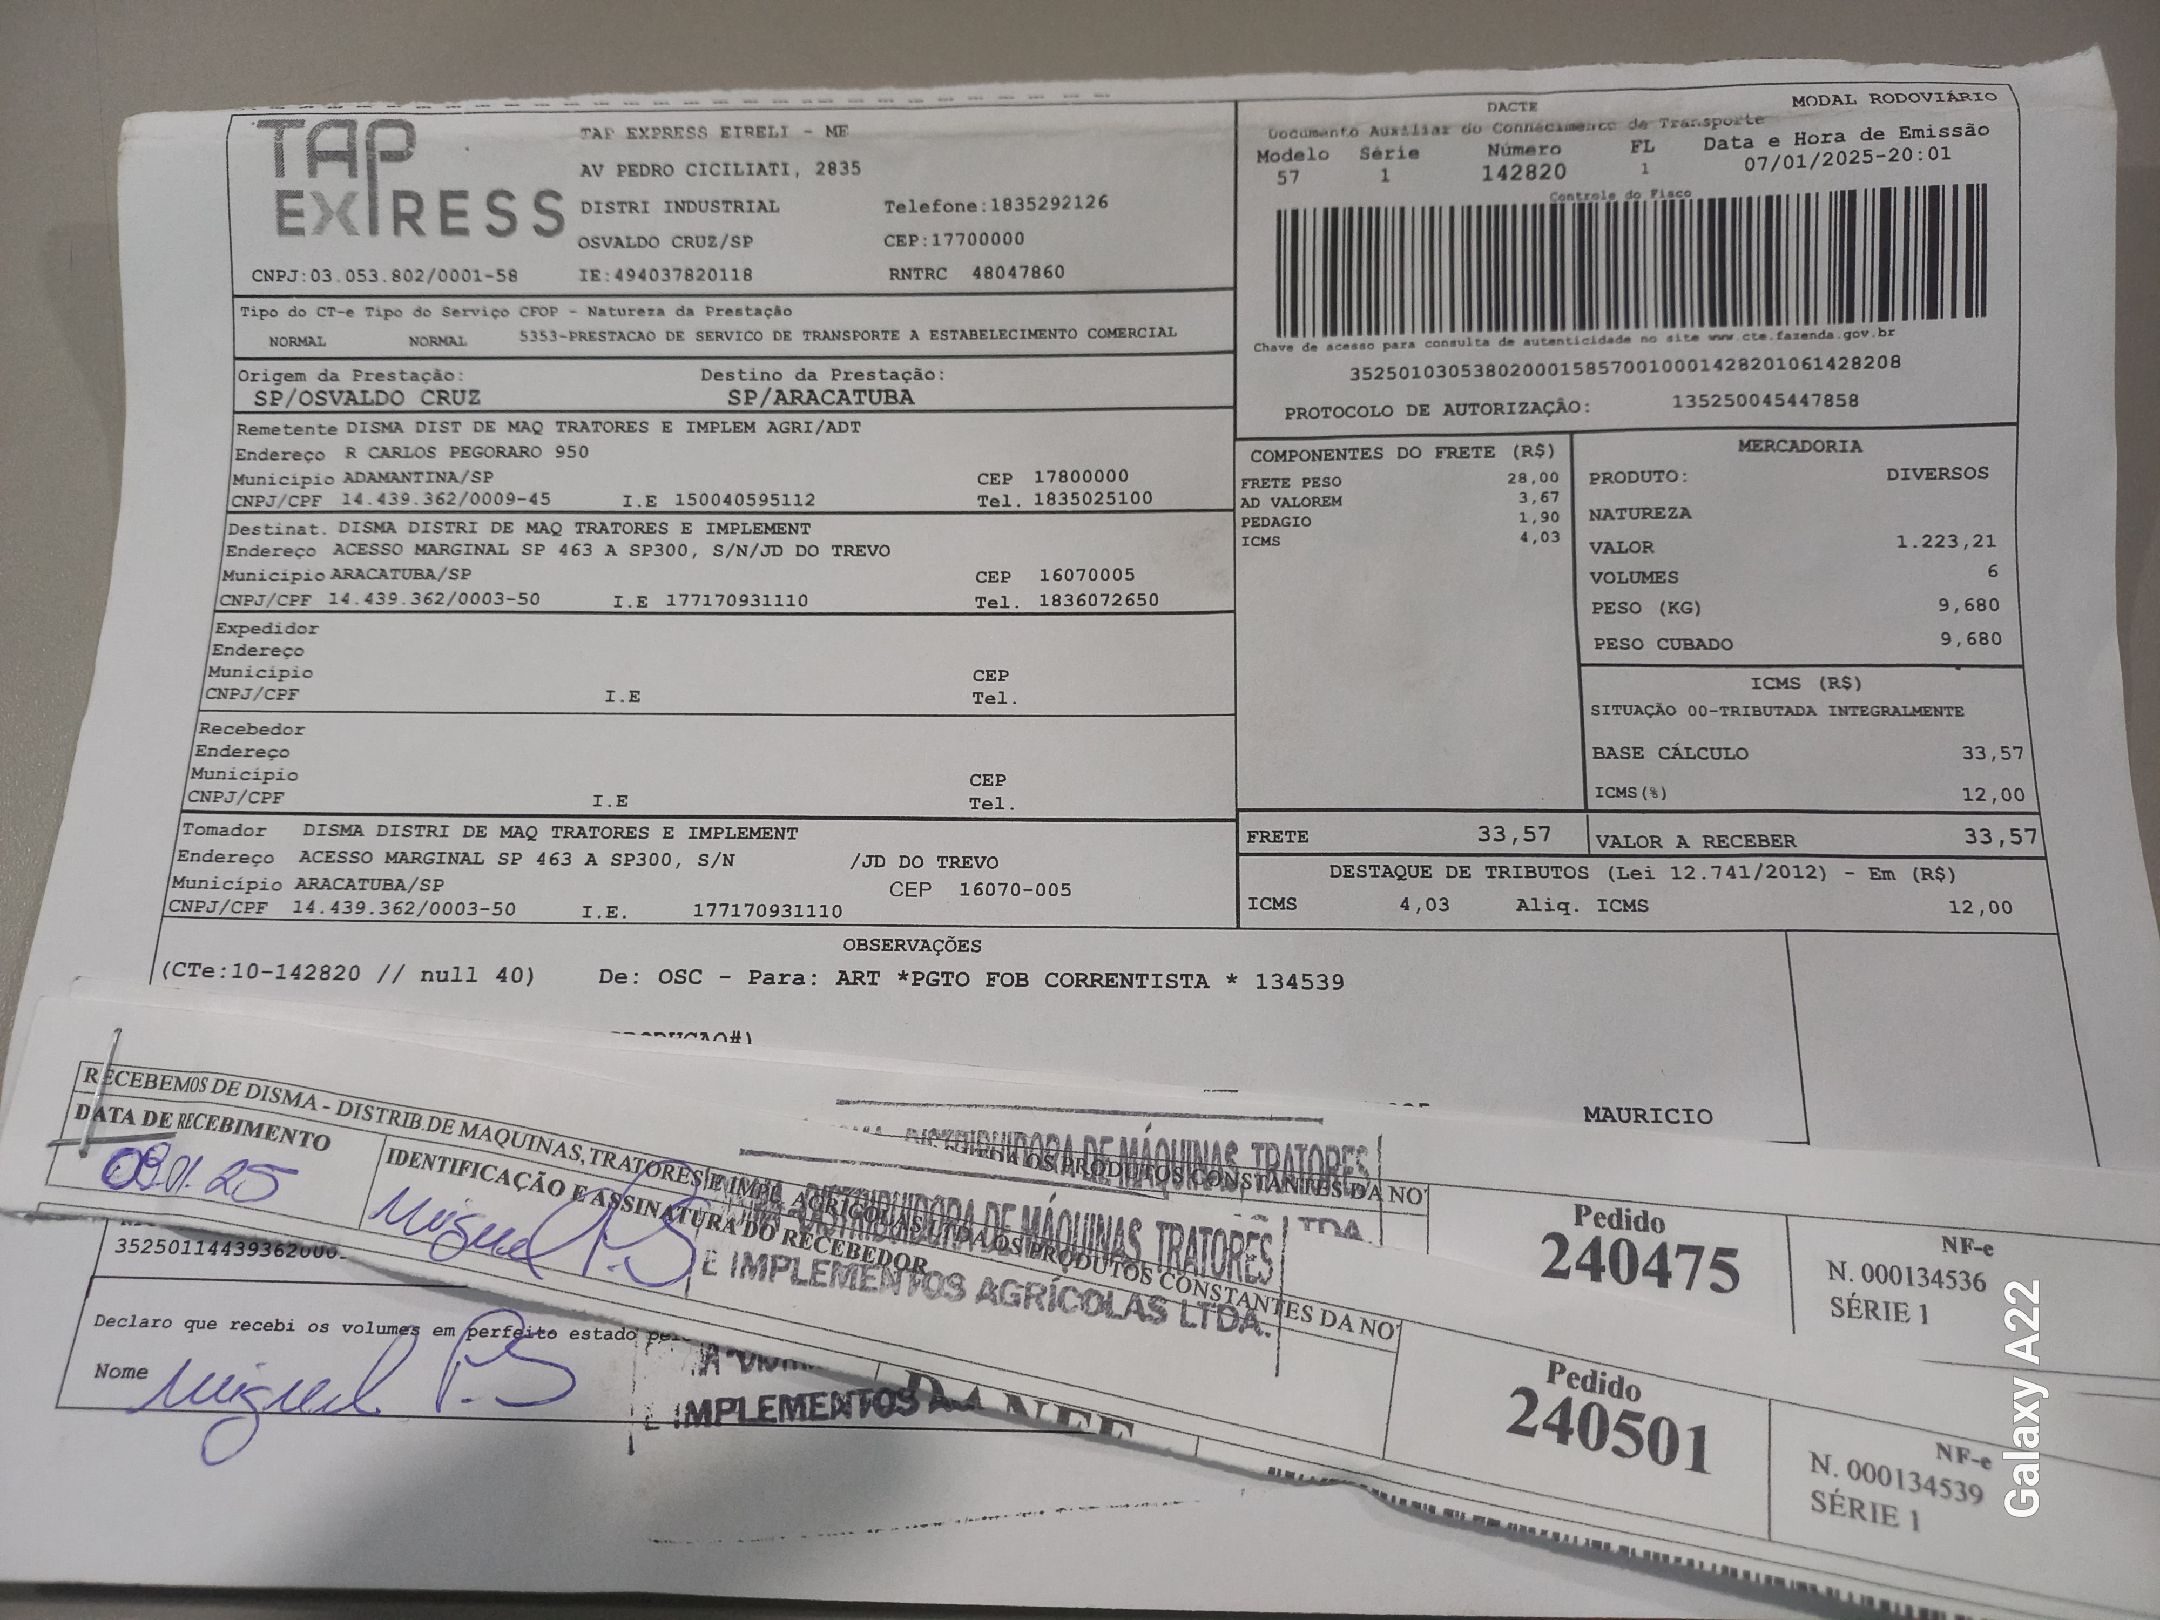 TAP
EXPRESS
TAP EXPRESS EIRELI - ME
AV PEDRO CICILIATI, 2835
DISTRI INDUSTRIAL Telefone:1835292126
OSVALDO CRUZ/SP CEP:17700000
CNPJ:03.053.802/0001-58 IE:494037820118 RNTRC 48047860
DACTE MODAL RODOVIÁRIO
Documento Auxiliar do Conhecimento de Transporte
Modelo Série Número FL Data e Hora de Emissão
57 1 142820 1 07/01/2025-20:01
Controle do Fisco
Chave de acesso para consulta de autenticidade no site www.cte.fazenda.gov.br
35250103053802000158570010001428201061428208
PROTOCOLO DE AUTORIZAÇÃO: 135250045447858
Tipo do CT-e Tipo do Serviço CFOP - Natureza da Prestação
NORMAL NORMAL 5353-PRESTACAO DE SERVICO DE TRANSPORTE A ESTABELECIMENTO COMERCIAL
Origem da Prestação: Destino da Prestação:
SP/OSVALDO CRUZ SP/ARACATUBA
Remetente DISMA DIST DE MAQ TRATORES E IMPLEM AGRI/ADT
Endereço R CARLOS PEGORARO 950
Município ADAMANTINA/SP CEP 17800000
CNPJ/CPF 14.439.362/0009-45 I.E 150040595112 Tel. 1835025100
Destinat. DISMA DISTRI DE MAQ TRATORES E IMPLEMENT
Endereço ACESSO MARGINAL SP 463 A SP300, S/N/JD DO TREVO
Município ARACATUBA/SP CEP 16070005
CNPJ/CPF 14.439.362/0003-50 I.E 177170931110 Tel. 1836072650
Expedidor
Endereço
Município CEP
CNPJ/CPF I.E Tel.
Recebedor
Endereço
Município CEP
CNPJ/CPF I.E Tel.
Tomador DISMA DISTRI DE MAQ TRATORES E IMPLEMENT
Endereço ACESSO MARGINAL SP 463 A SP300, S/N /JD DO TREVO
Município ARACATUBA/SP CEP 16070-005
CNPJ/CPF 14.439.362/0003-50 I.E. 177170931110
COMPONENTES DO FRETE (R$)
FRETE PESO 28,00
AD VALOREM 3,67
PEDAGIO 1,90
ICMS 4,03
MERCADORIA
PRODUTO: DIVERSOS
NATUREZA
VALOR 1.223,21
VOLUMES 6
PESO (KG) 9,680
PESO CUBADO 9,680
ICMS (R$)
SITUAÇÃO 00-TRIBUTADA INTEGRALMENTE
BASE CÁLCULO 33,57
ICMS(%) 12,00
FRETE 33,57 VALOR A RECEBER 33,57
DESTAQUE DE TRIBUTOS (Lei 12.741/2012) - Em (R$)
ICMS 4,03 Aliq. ICMS 12,00
OBSERVAÇÕES
(CTe:10-142820 // null 40) De: OSC - Para: ART *PGTO FOB CORRENTISTA * 134539
MAURICIO
RECEBEMOS DE DISMA - DISTRIB.DE MAQUINAS,TRATORES E IMPL. AGRÍCOLAS LTDA OS PRODUTOS CONSTANTES DA NO
DATA DE RECEBIMENTO IDENTIFICAÇÃO E ASSINATURA DO RECEBEDOR
09.01.25 Miguel P.S
OS PRODUTOS CONSTANTES DA NO
DISTRIBUIDORA DE MÁQUINAS, TRATORES
LTDA.
DISTRIBUIDORA DE MÁQUINAS, TRATORES
E IMPLEMENTOS AGRÍCOLAS LTDA.
Pedido
240475
NF-e
N. 000134536
SÉRIE 1
Pedido
240501
NF-e
N. 000134539
SÉRIE 1
Declaro que recebi os volumes em perfeito estado
Nome Miguel P.S
E IMPLEMENTOS
DANFE
Galaxy A22